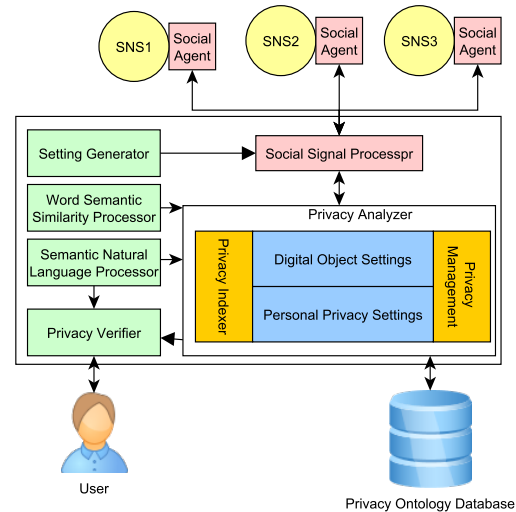 SNS1
Social
Agent
SNS2
Social
Agent
SNS3
Social
Agent
Setting Generator
Social Signal Processpr
Word Semantic
Similarity Processor
Privacy Analyzer
Semantic Natural
Language Processor
Privacy Indexer
Digital Object Settings
Personal Privacy Settings
Privacy
Management
Privacy Verifier
User
Privacy Ontology Database